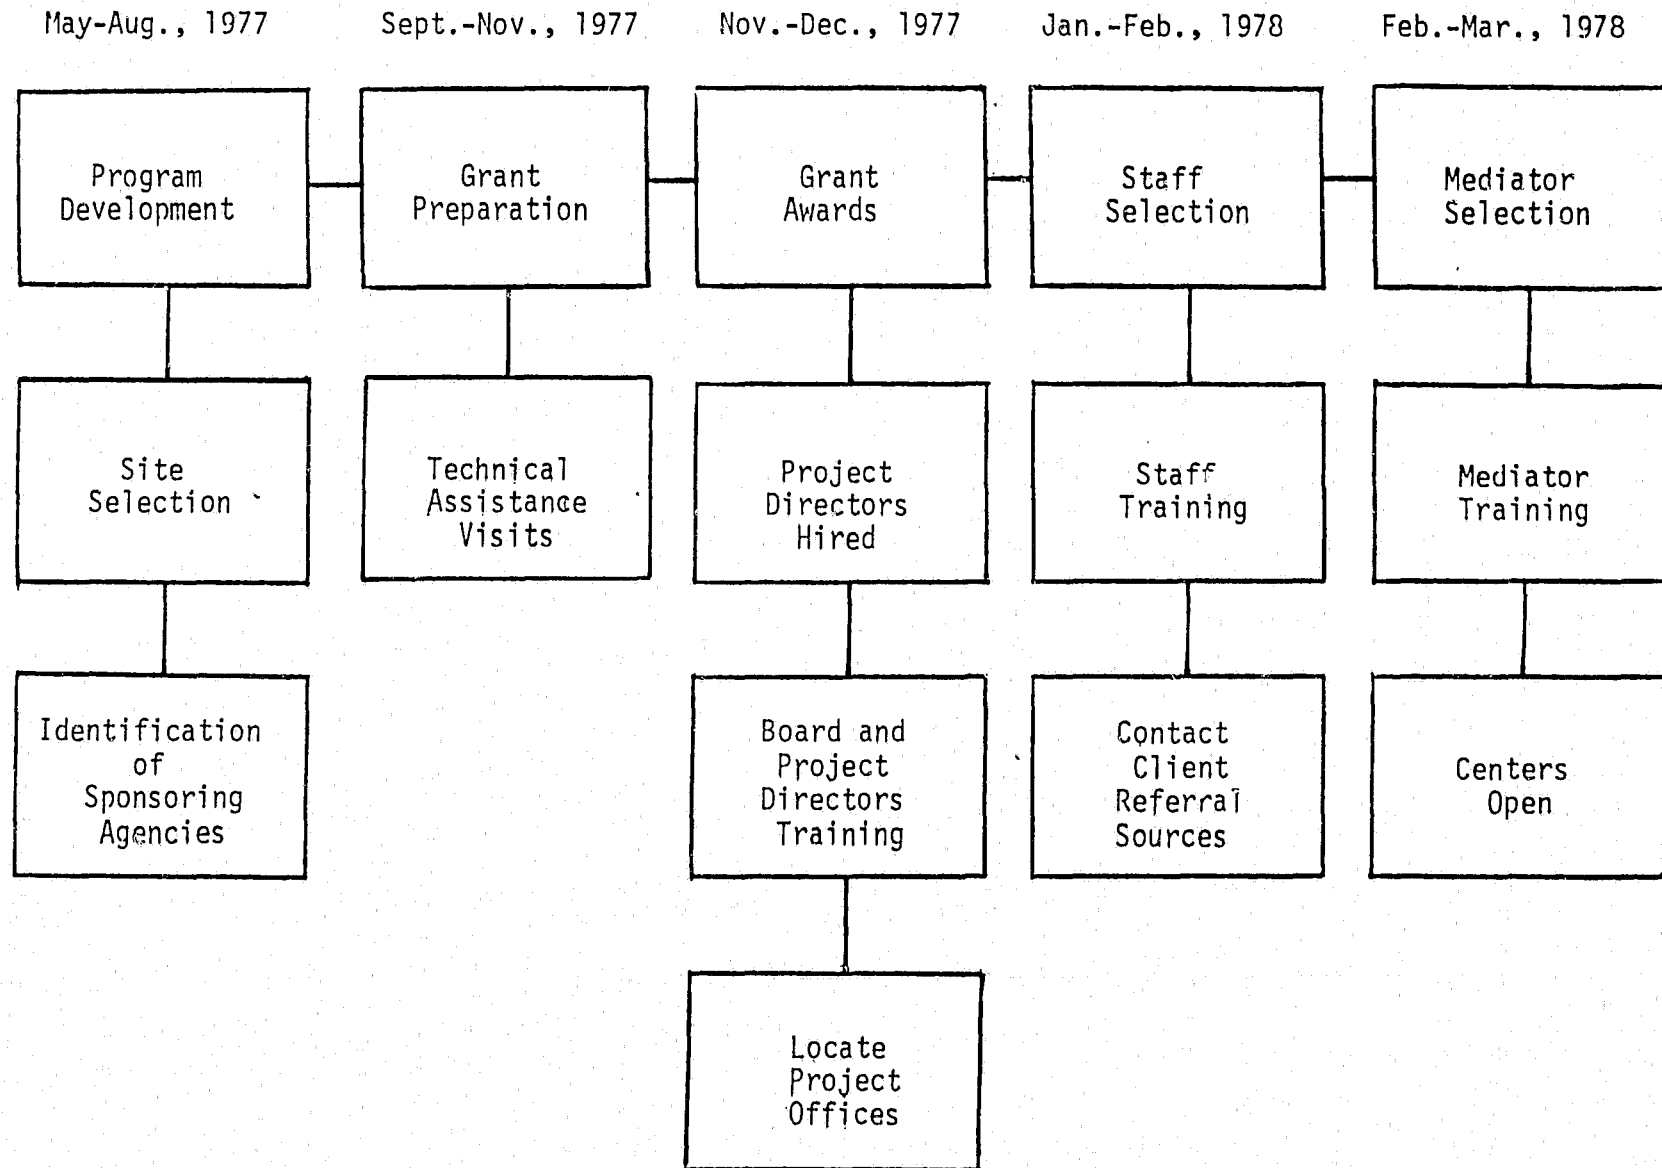 May-Aug., 1977
Sept.-Nov., 1977
Nov.-Dec., 1977
Jan.-Feb., 1978
Feb.-Mar., 1978
Program
Development
Grant
Preparation
Grant
Awards
Staff
Selection
Mediator
Selection
Site
Selection
Technical
Assistance
Visits
Project
Directors
Hired
Staff
Training
Mediator
Training
Identification
of
Sponsoring
Agencies
Board and
Project
Directors
Training
Contact
Client
Referral
Sources
Centers
Open
Locate
Project
Offices